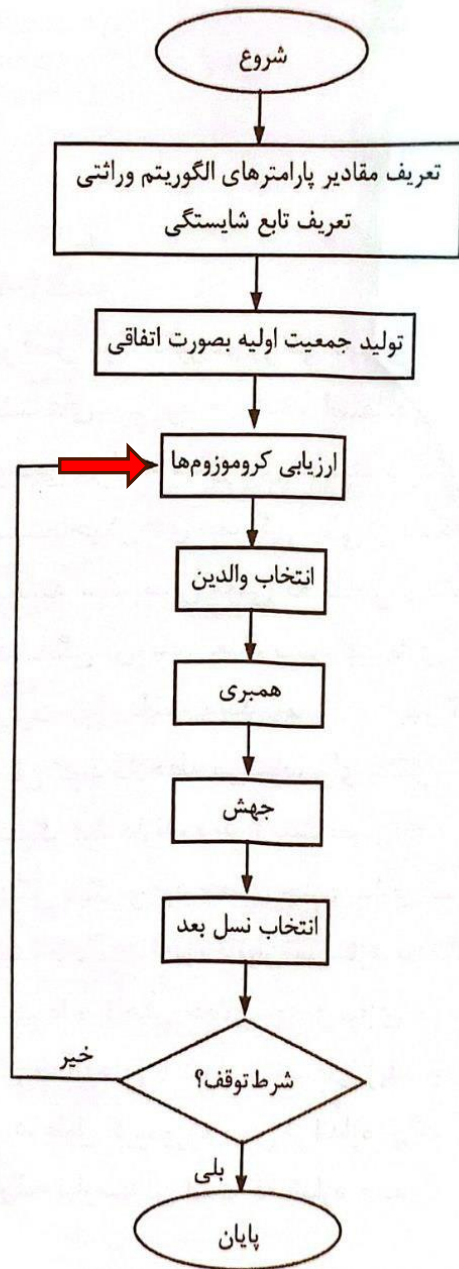 شروع
تعریف مقادیر پارامترهای الگوریتم وراثتی
تعریف تابع شایستگی
تولید جمعیت اولیه بصورت اتفاقی
ارزیابی کروموزوم‌ها
انتخاب والدین
همبری
جهش
انتخاب نسل بعد
شرط توقف؟
خیر
بلی
پایان